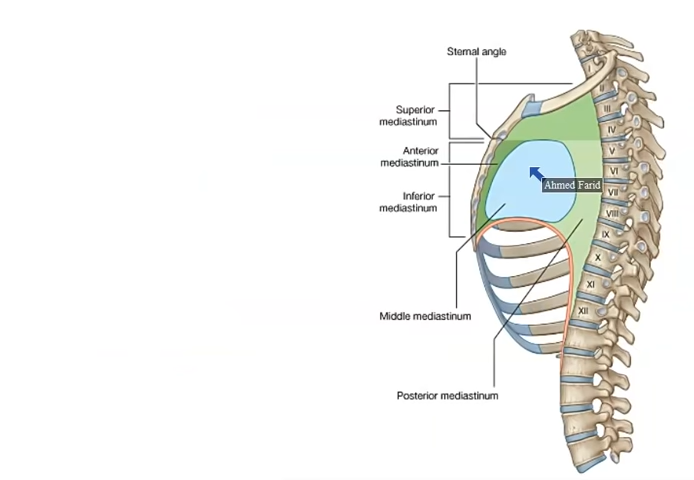 Sternal angle
Superior
mediastinum
Anterior
mediastinum
Inferior
mediastinum
Middle mediastinum
Posterior mediastinum
Ahmed Farid
III
IV
V
VI
VII
VIII
IX
X
XI
XII